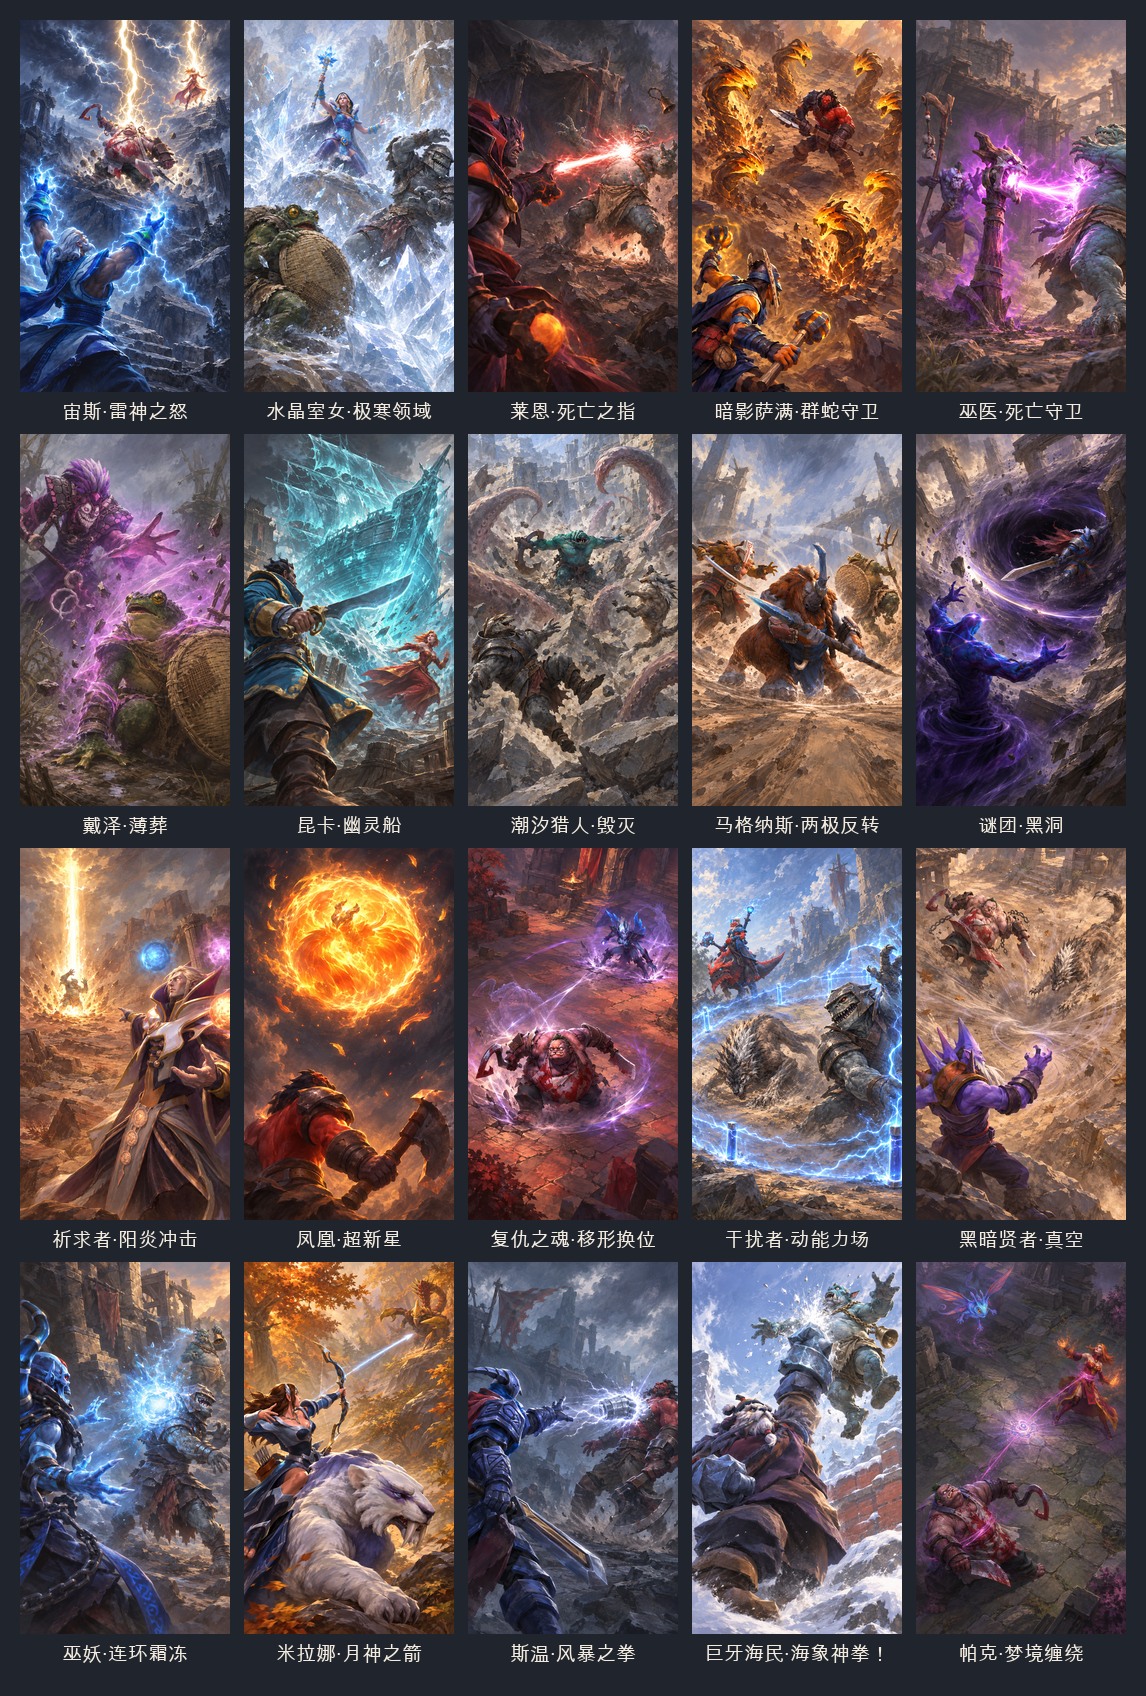 宙斯·雷神之怒
水晶室女·极寒领域
莱恩·死亡之指
暗影萨满·群蛇守卫
巫医·死亡守卫
戴泽·薄葬
昆卡·幽灵船
潮汐猎人·毁灭
马格纳斯·两极反转
谜团·黑洞
祈求者·阳炎冲击
凤凰·超新星
复仇之魂·移形换位
干扰者·动能力场
黑暗贤者·真空
巫妖·连环霜冻
米拉娜·月神之箭
斯温·风暴之拳
巨牙海民·海象神拳！
帕克·梦境缠绕